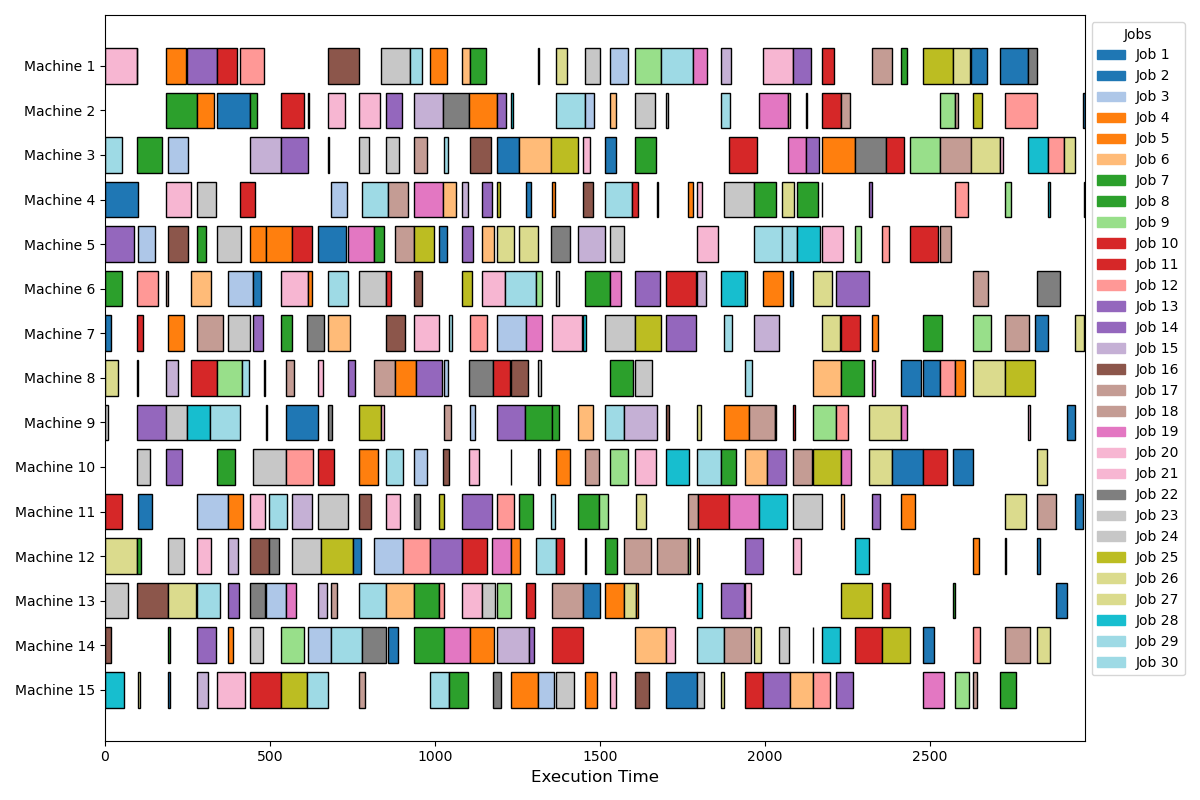 Machine 1
Machine 2
Machine 3
Machine 4
Machine 5
Machine 6
Machine 7
Machine 8
Machine 9
Machine 10
Machine 11
Machine 12
Machine 13
Machine 14
Machine 15
0 500 1000 1500 2000 2500
Execution Time
Jobs
Job 1
Job 2
Job 3
Job 4
Job 5
Job 6
Job 7
Job 8
Job 9
Job 10
Job 11
Job 12
Job 13
Job 14
Job 15
Job 16
Job 17
Job 18
Job 19
Job 20
Job 21
Job 22
Job 23
Job 24
Job 25
Job 26
Job 27
Job 28
Job 29
Job 30